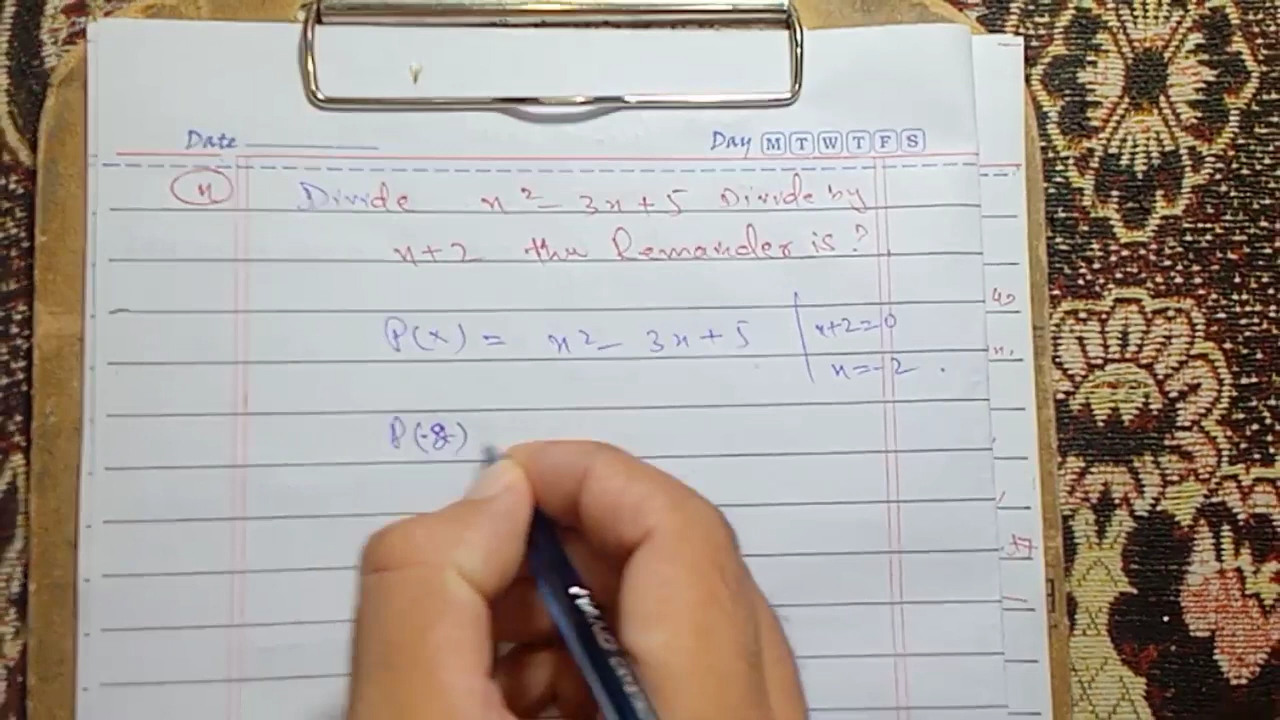 Date
Day M T W T F S
Divide x² - 3x + 5 Divide by
x+2 the Remainder is?
P(x) = x² - 3x + 5
x+2=0
x=-2.
P(-2)